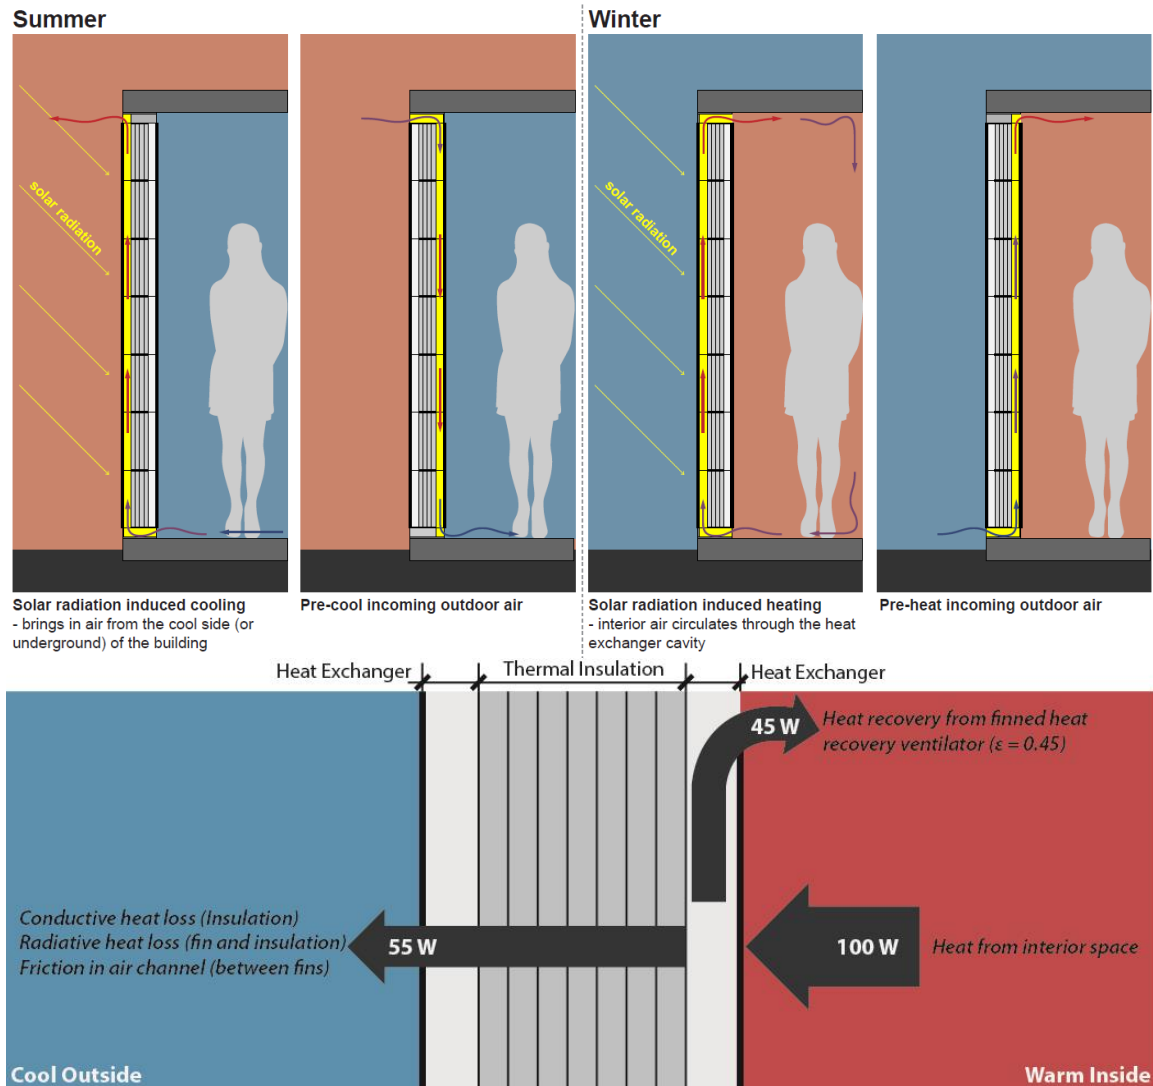 Summer
Winter
solar radiation
solar radiation
Solar radiation induced cooling
- brings in air from the cool side (or
underground) of the building
Pre-cool incoming outdoor air
Solar radiation induced heating
- interior air circulates through the heat
exchanger cavity
Pre-heat incoming outdoor air
Heat Exchanger
Thermal Insulation
Heat Exchanger
45 W
Heat recovery from finned heat
recovery ventilator (ε = 0.45)
Conductive heat loss (Insulation)
Radiative heat loss (fin and insulation)
Friction in air channel (between fins)
55 W
100 W
Heat from interior space
Cool Outside
Warm Inside